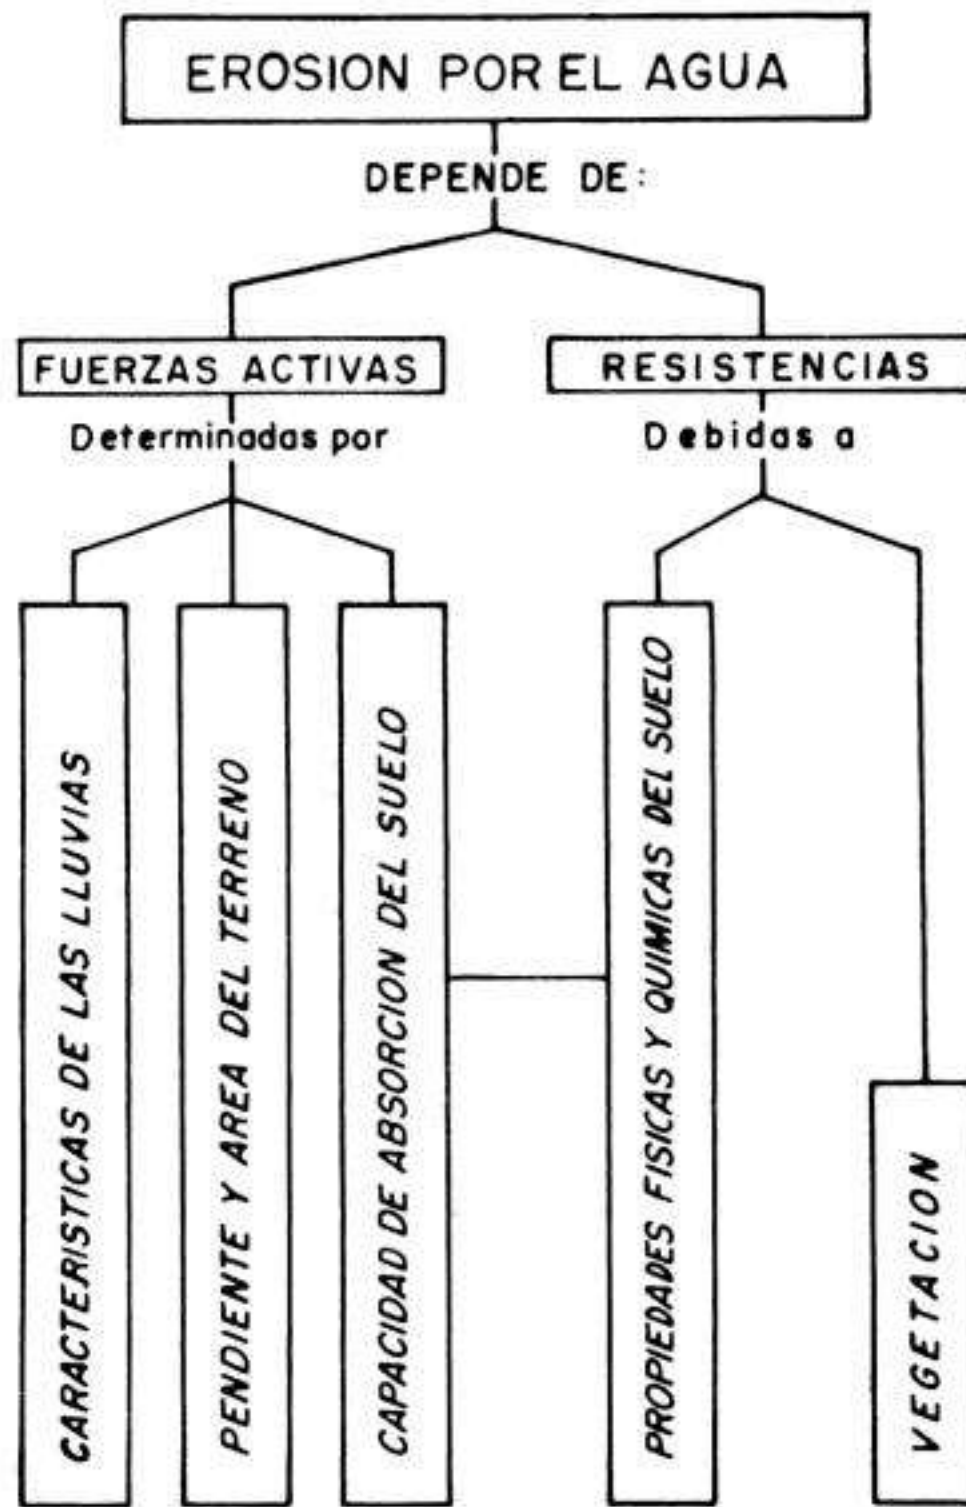 EROSION POR EL AGUA
DEPENDE DE:
FUERZAS ACTIVAS
RESISTENCIAS
Determinadas por
Debidas a
CARACTERISTICAS DE LAS LLUVIAS
PENDIENTE Y AREA DEL TERRENO
CAPACIDAD DE ABSORCION DEL SUELO
PROPIEDADES FISICAS Y QUIMICAS DEL SUELO
VEGETACION